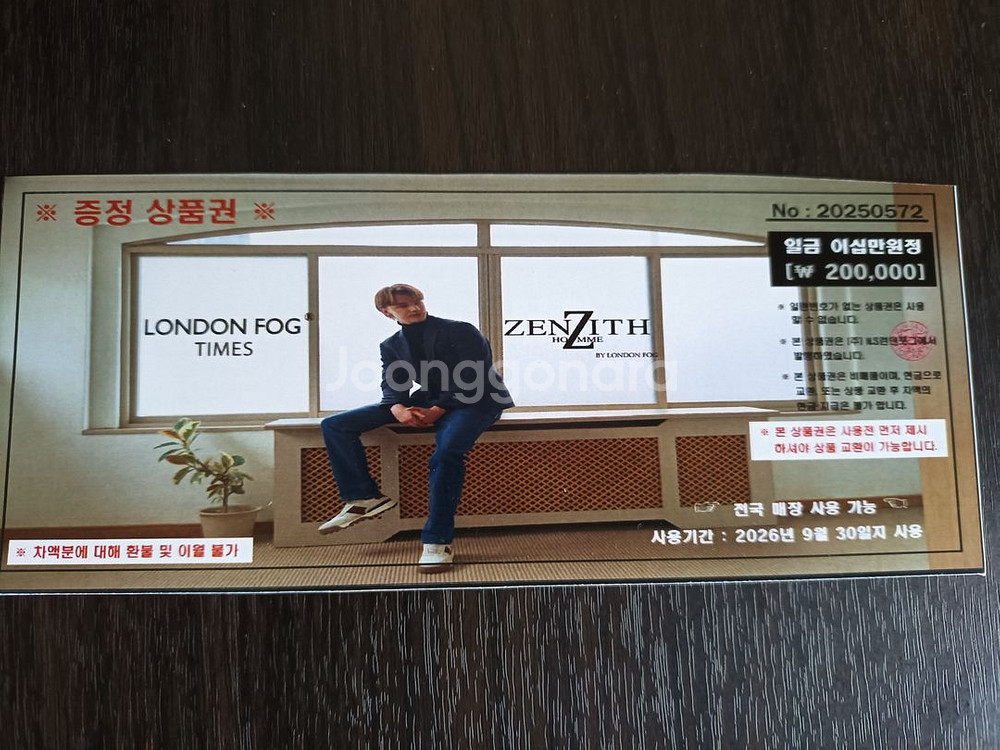 ※ 증정 상품권 ※
No : 20250572
일금 이십만원정
[₩ 200,000]
LONDON FOG®
TIMES
ZENZITH
HOMME
BY LONDON FOG
※ 일련번호가 없는 상품권은 사용
할 수 없습니다.
※ 본 상품권은 (주)
발행하였습니다.
※ 본 상품권은 비매품이며, 현금으로
교환, 또는 상품 교환 후 차액의
현금 지급은 불가 합니다.
Joonggonara
※ 본 상품권은 사용전 먼저 제시
하셔야 상품 교환이 가능합니다.
전국 매장 사용 가능
사용기간 : 2026년 9월 30일지 사용
※ 차액분에 대해 환불 및 이월 불가